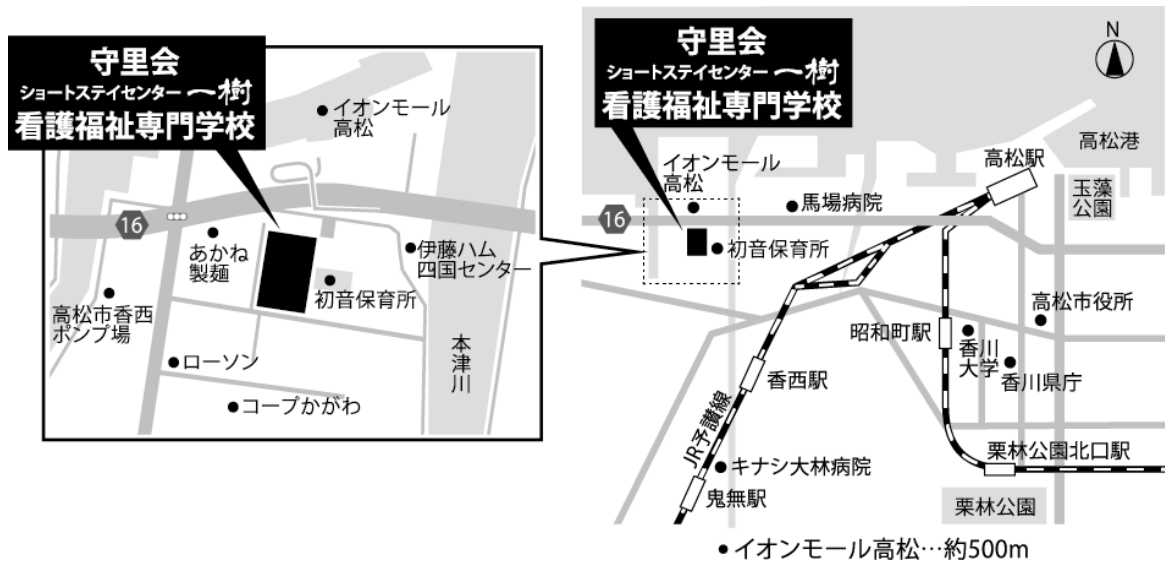 守里会
ショートステイセンター 一樹
看護福祉専門学校
イオンモール
高松
16
あかね
製麺
伊藤ハム
四国センター
初音保育所
高松市香西
ポンプ場
ローソン
コープかがわ
本津川
守里会
ショートステイセンター 一樹
看護福祉専門学校
N
高松港
高松駅
玉藻
公園
イオンモール
高松
馬場病院
16
初音保育所
高松市役所
昭和町駅
香川
大学
香川県庁
香西駅
JR予讃線
栗林公園北口駅
キナシ大林病院
鬼無駅
栗林公園
●イオンモール高松…約500m